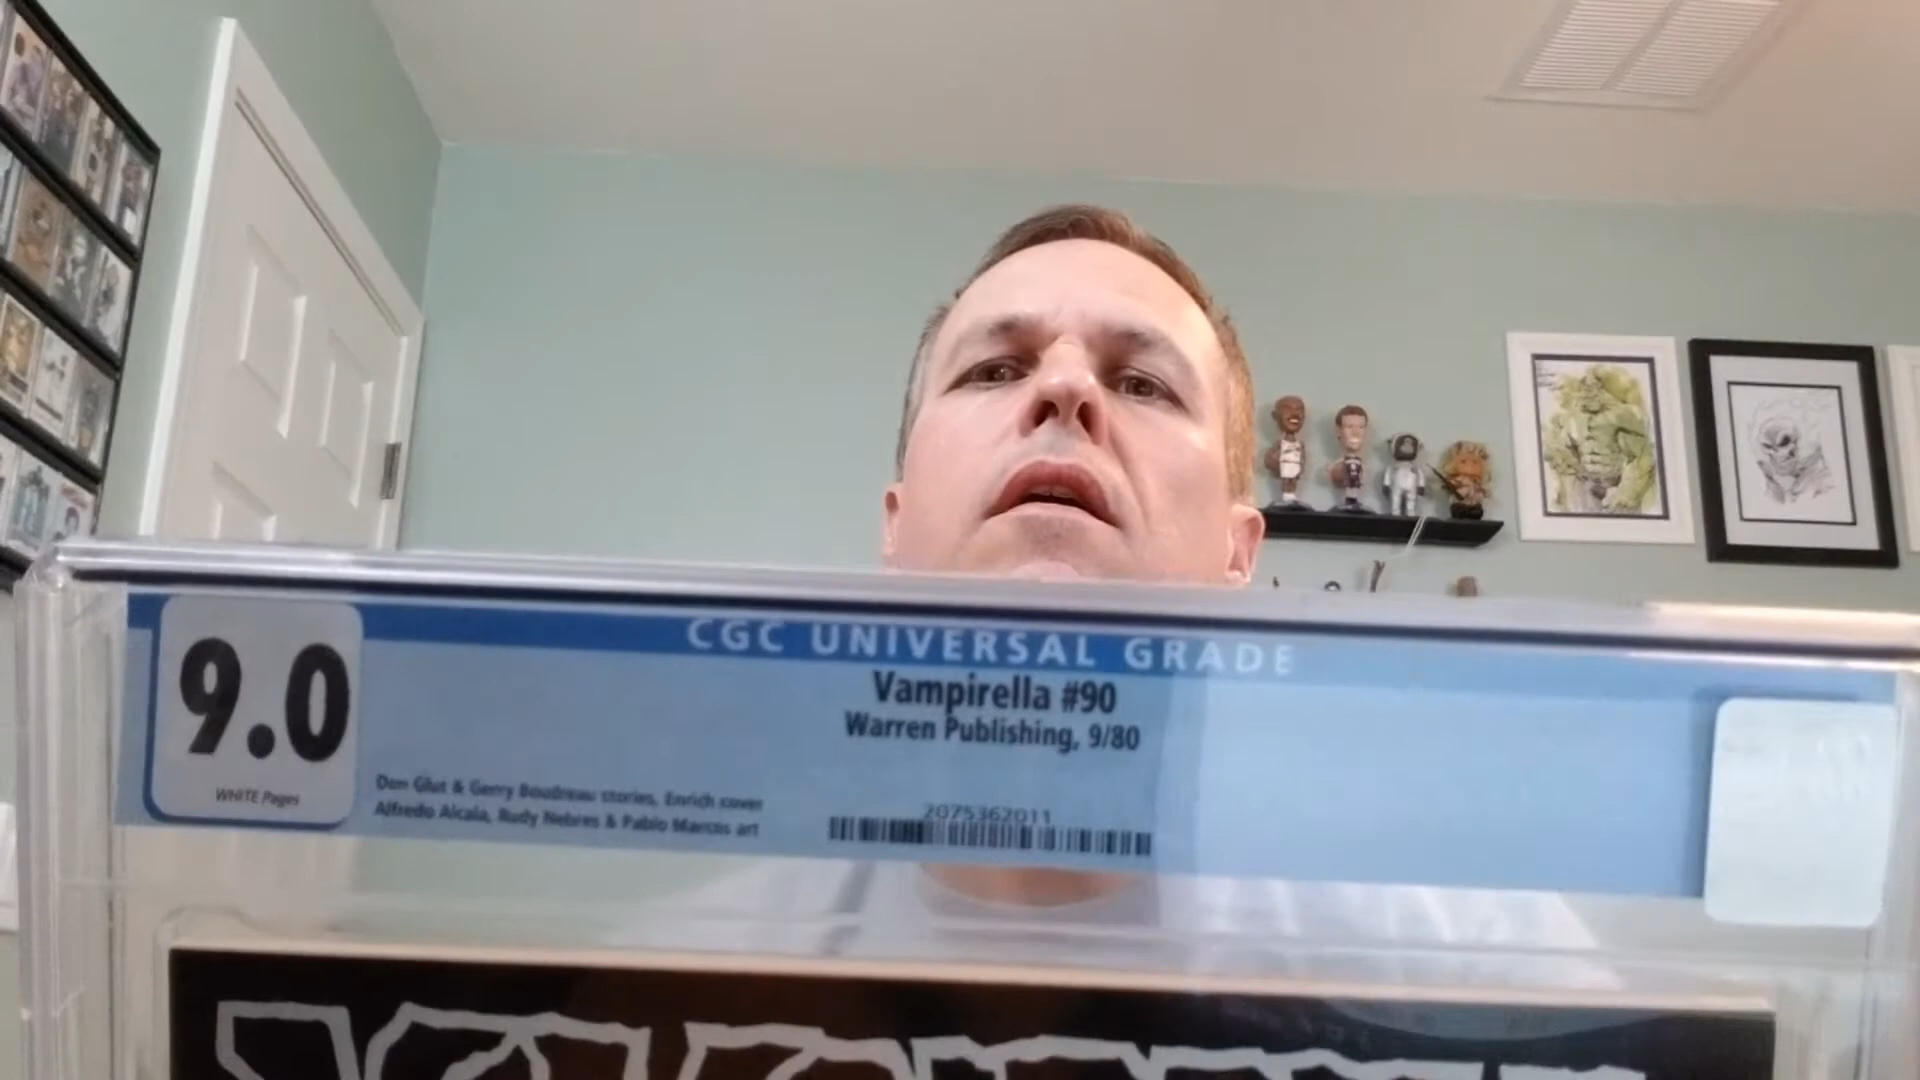 CGC UNIVERSAL GRADE
9.0
WHITE Pages
Vampirella #90
Warren Publishing, 9/80
Don Glut & Gerry Boudreau stories, Enrich cover
Alfredo Alcala, Rudy Nebres & Pablo Marcos art
2075362011